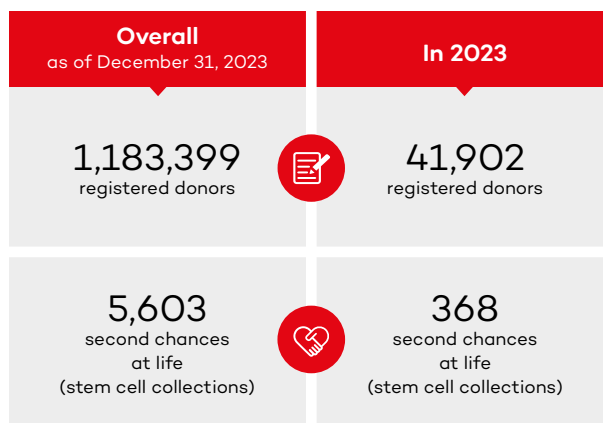 Overall
as of December 31, 2023
In 2023
1,183,399
registered donors
41,902
registered donors
5,603
second chances
at life
(stem cell collections)
368
second chances
at life
(stem cell collections)